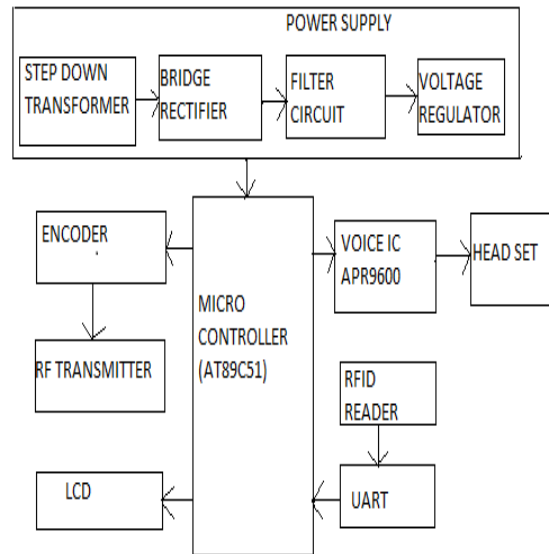 POWER SUPPLY
STEP DOWN
TRANSFORMER
BRIDGE
RECTIFIER
FILTER
CIRCUIT
VOLTAGE
REGULATOR
ENCODER
RF TRANSMITTER
LCD
MICRO
CONTROLLER
(AT89C51)
VOICE IC
APR9600
HEAD SET
RFID
READER
UART